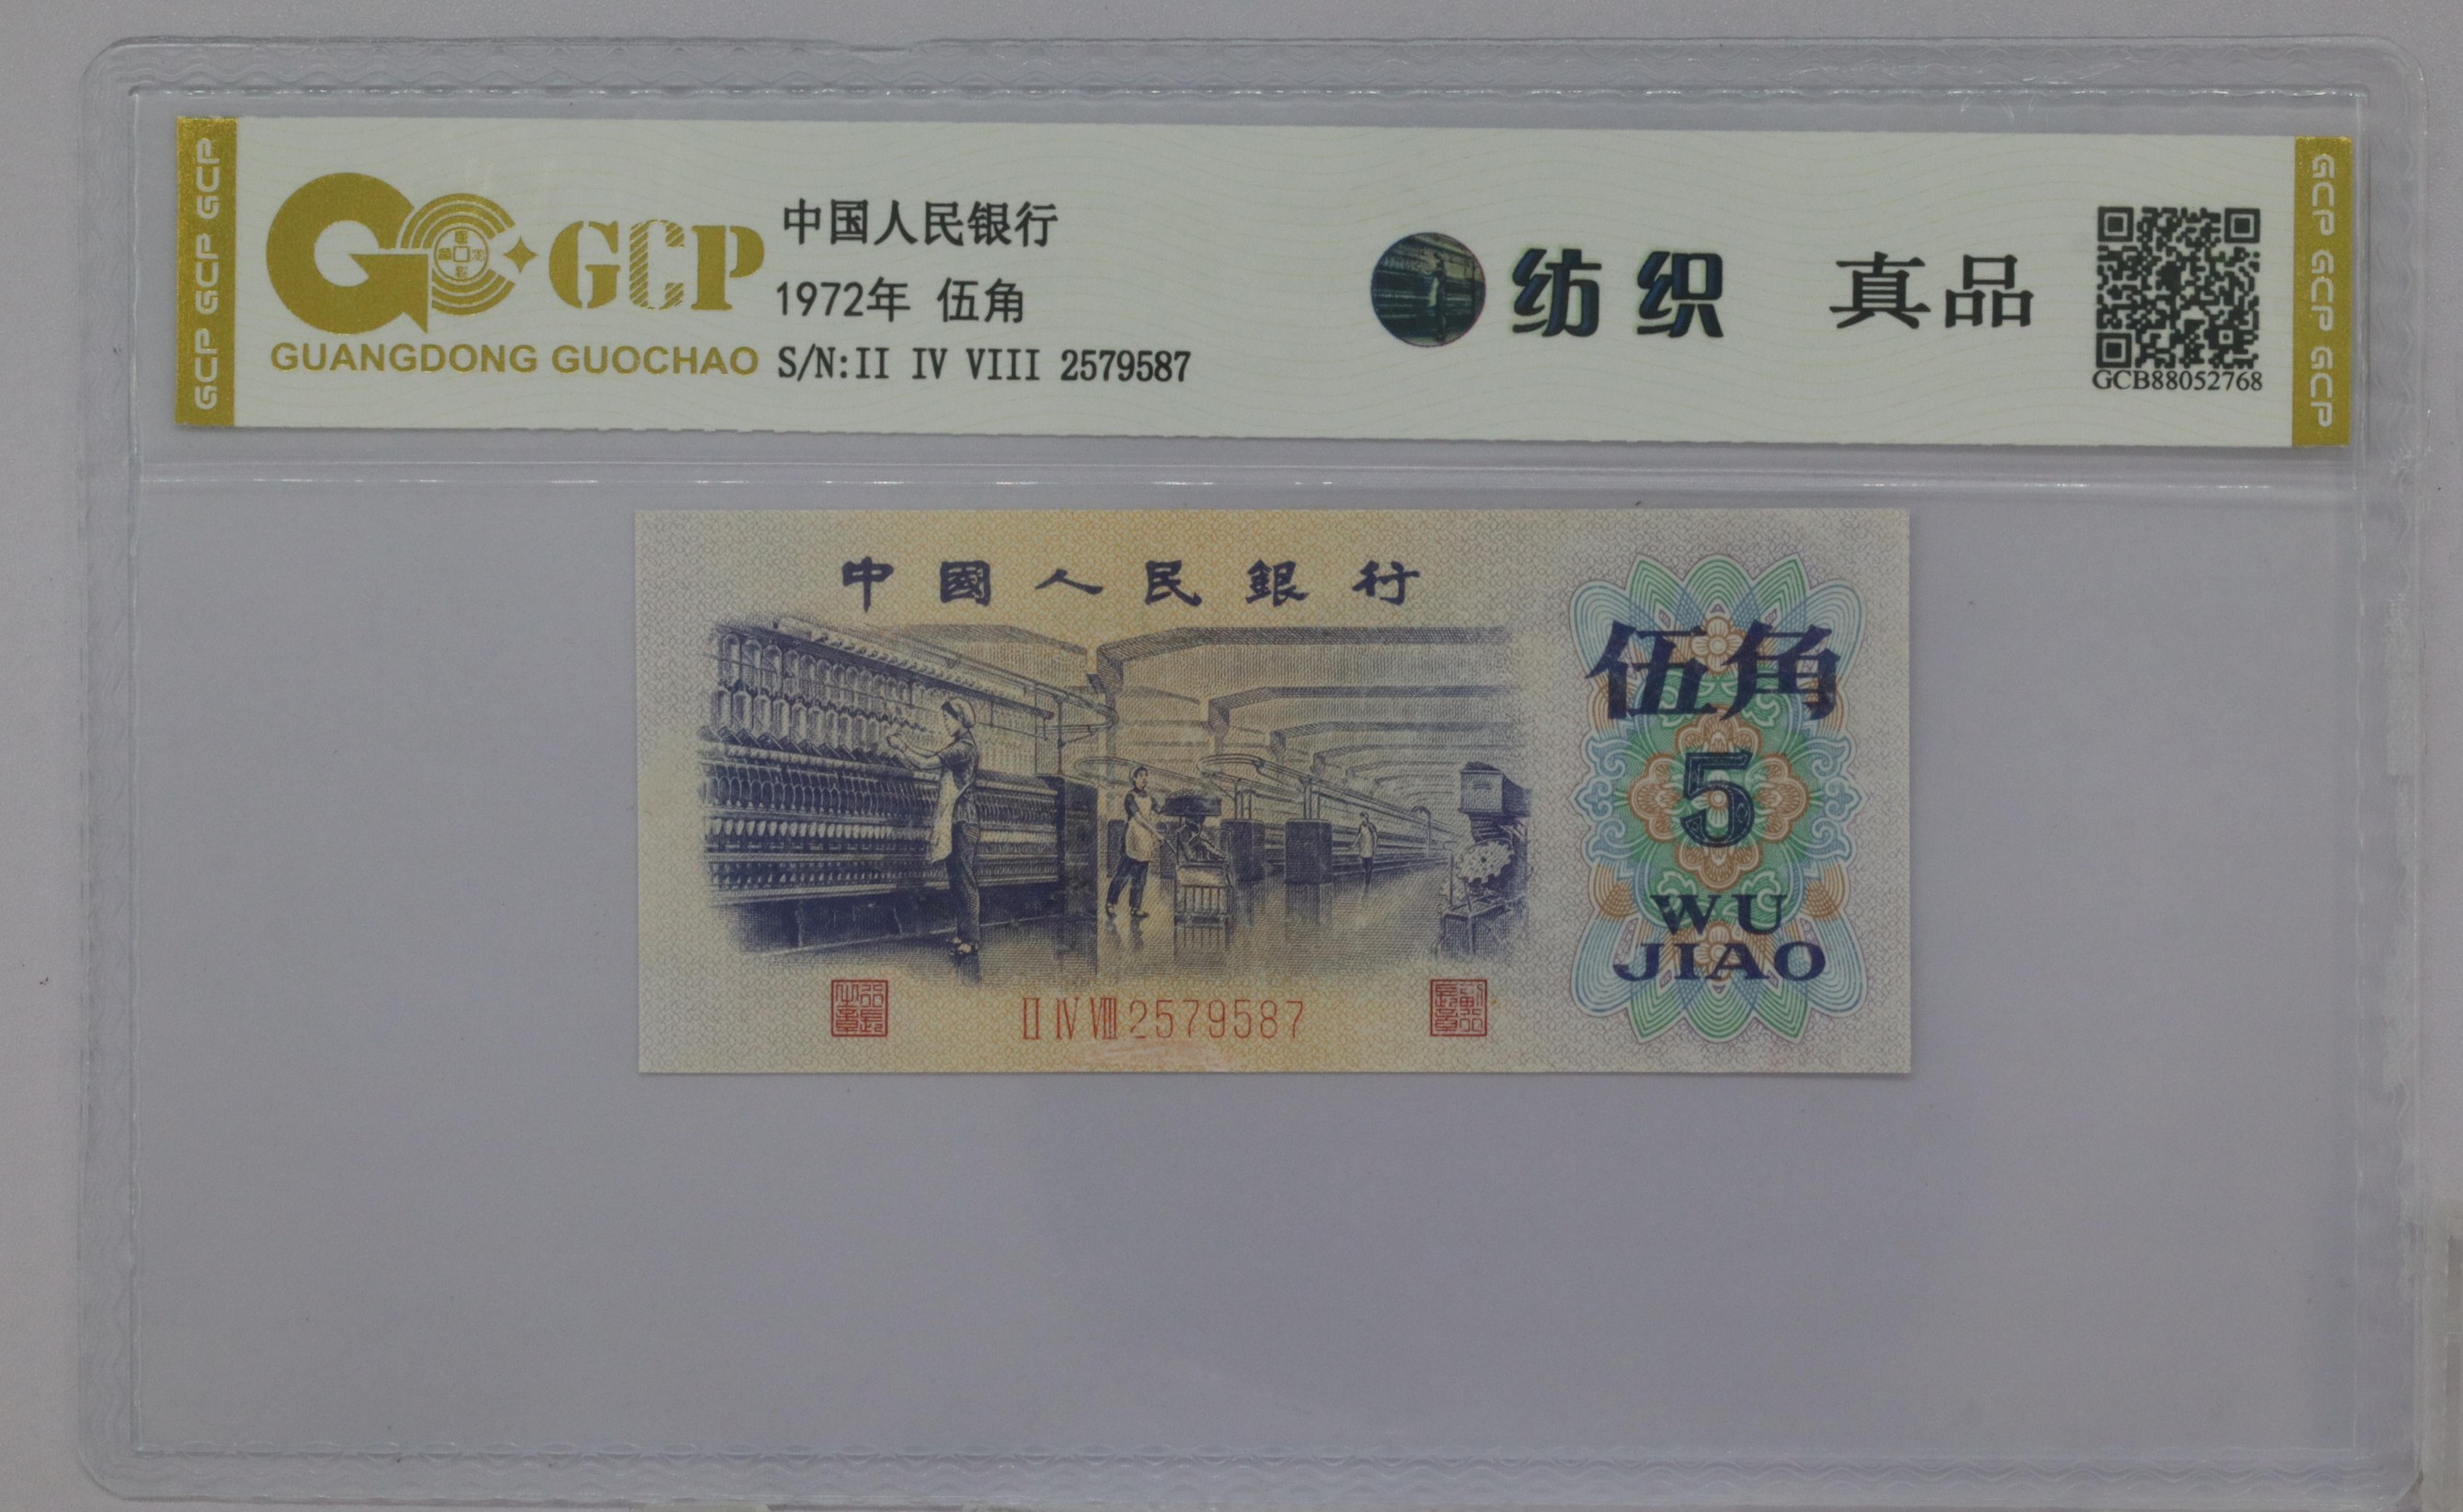 GCP GCP GCP
GCP
GUANGDONG GUOCHAO
中国人民银行
1972年 伍角
S/N:II IV VIII 2579587
纺织 真品
GCB88052768
GCP GCP GCP
中國人民銀行
伍角
5
WU
JIAO
II IV VIII 2579587